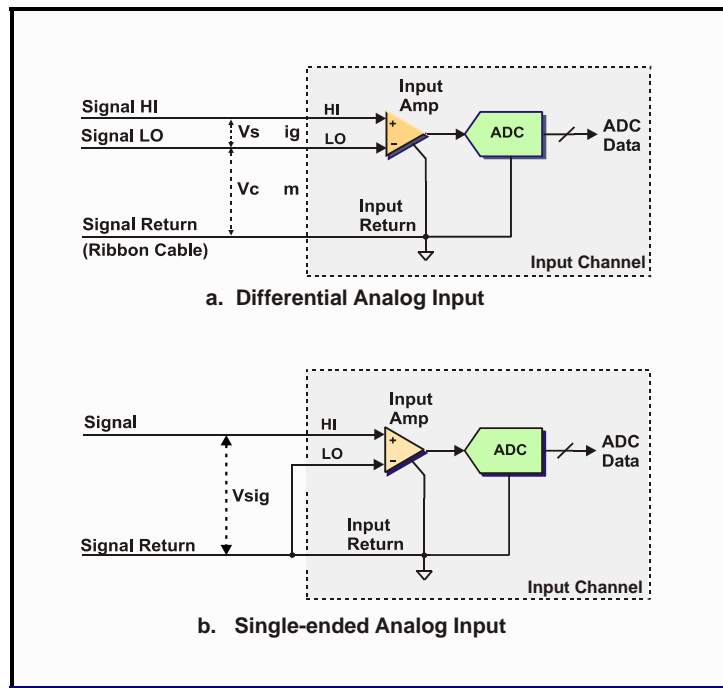 Input
Amp
Signal HI
HI
Vs ig
+
-
ADC
ADC
Data
Signal LO
LO
Vc m
Signal Return
(Ribbon Cable)
Input
Return
Input Channel
a. Differential Analog Input
Input
Amp
Signal
HI
+
-
ADC
ADC
Data
LO
Vsig
Signal Return
Input
Return
Input Channel
b. Single-ended Analog Input